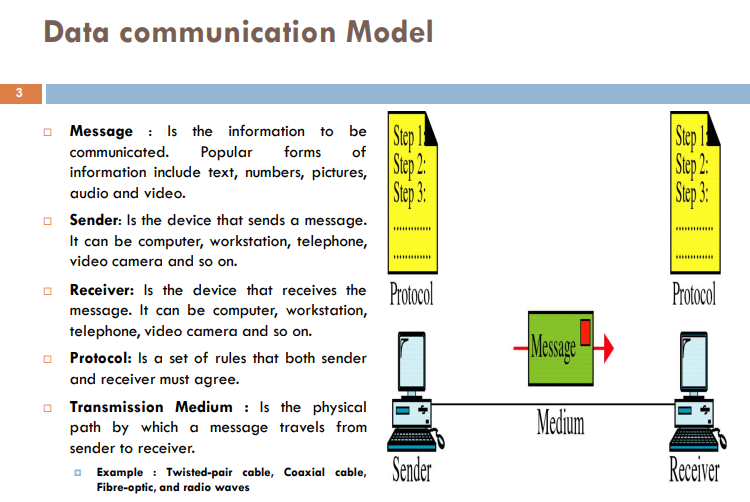 Data communication Model
3
Message : Is the information to be
communicated. Popular forms of
information include text, numbers, pictures,
audio and video.
Sender: Is the device that sends a message.
It can be computer, workstation, telephone,
video camera and so on.
Receiver: Is the device that receives the
message. It can be computer, workstation,
telephone, video camera and so on.
Protocol: Is a set of rules that both sender
and receiver must agree.
Transmission Medium : Is the physical
path by which a message travels from
sender to receiver.
Example : Twisted-pair cable, Coaxial cable,
Fibre-optic, and radio waves
Step 1:
Step 2:
Step 3:
..............
..............
Protocol
Step 1:
Step 2:
Step 3:
..............
..............
Protocol
Message
Medium
Sender
Receiver